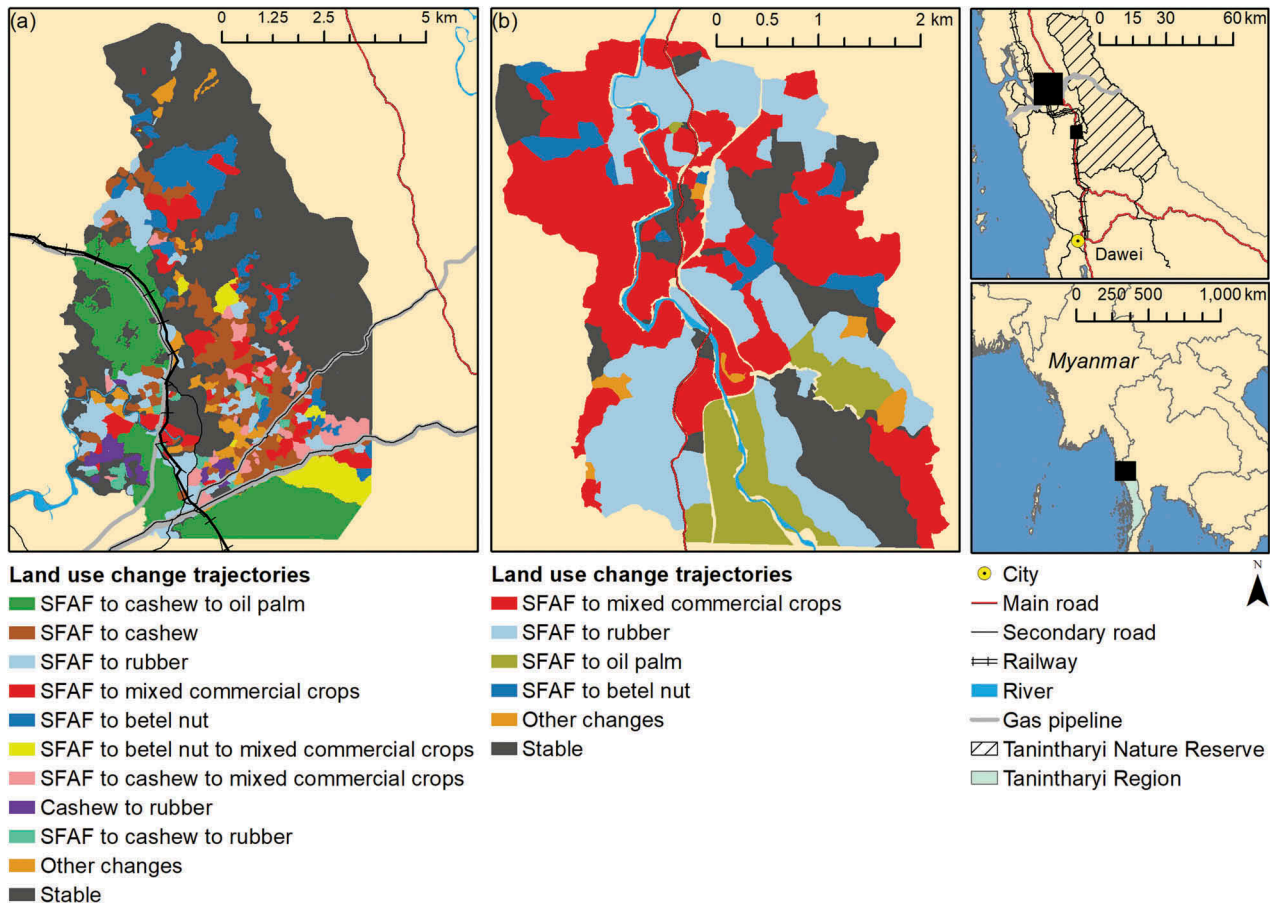 (a)
0 1.25 2.5 5 km
(b)
0 0.5 1 2 km
0 15 30 60 km
Dawei
0 250 500 1,000 km
Myanmar
Land use change trajectories
SFAF to cashew to oil palm
SFAF to cashew
SFAF to rubber
SFAF to mixed commercial crops
SFAF to betel nut
SFAF to betel nut to mixed commercial crops
SFAF to cashew to mixed commercial crops
Cashew to rubber
SFAF to cashew to rubber
Other changes
Stable
Land use change trajectories
SFAF to mixed commercial crops
SFAF to rubber
SFAF to oil palm
SFAF to betel nut
Other changes
Stable
City
Main road
Secondary road
Railway
River
Gas pipeline
Tanintharyi Nature Reserve
Tanintharyi Region
N